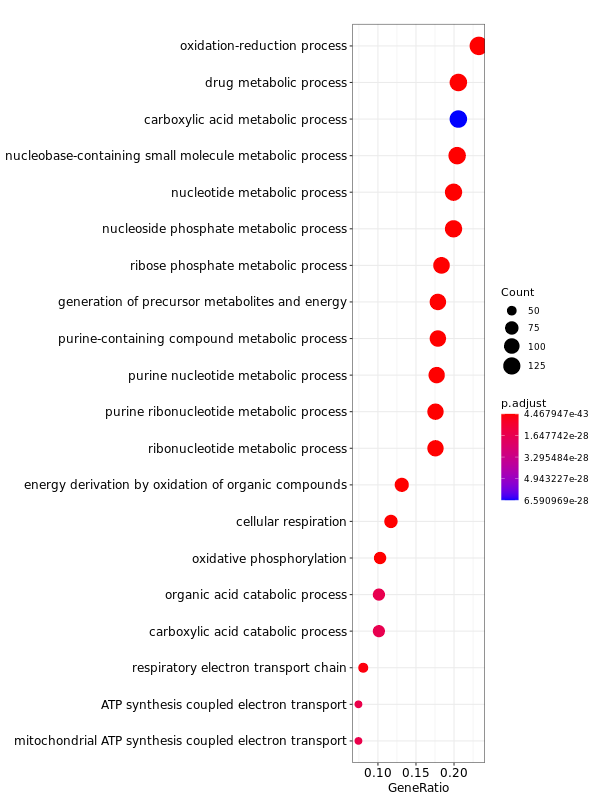 oxidation-reduction process
drug metabolic process
carboxylic acid metabolic process
nucleobase-containing small molecule metabolic process
nucleotide metabolic process
nucleoside phosphate metabolic process
ribose phosphate metabolic process
generation of precursor metabolites and energy
purine-containing compound metabolic process
purine nucleotide metabolic process
purine ribonucleotide metabolic process
ribonucleotide metabolic process
energy derivation by oxidation of organic compounds
cellular respiration
oxidative phosphorylation
organic acid catabolic process
carboxylic acid catabolic process
respiratory electron transport chain
ATP synthesis coupled electron transport
mitochondrial ATP synthesis coupled electron transport
0.10 0.15 0.20
GeneRatio
Count
50
75
100
125
p.adjust
4.467947e-43
1.647742e-28
3.295484e-28
4.943227e-28
6.590969e-28